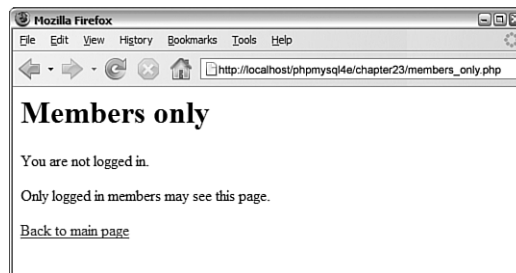 Mozilla Firefox
File Edit View History Bookmarks Tools Help
http://localhost/phpmysql4e/chapter23/members_only.php
Members only
You are not logged in.
Only logged in members may see this page.
Back to main page